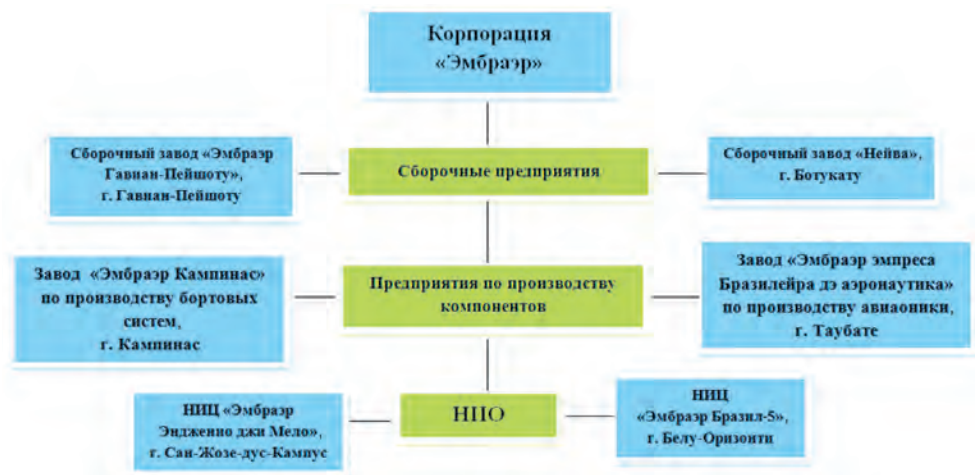 Корпорация
«Эмбраэр»
Сборочный завод «Эмбраэр
Гавиан-Пейшоту»,
г. Гавиан-Пейшоту
Сборочные предприятия
Сборочный завод «Нейва»,
г. Ботукату
Завод «Эмбраэр Кампинас»
по производству бортовых
систем,
г. Кампинас
Предприятия по производству
компонентов
Завод «Эмбраэр эмпреса
Бразилейра дэ аэронаутика»
по производству авиаоники,
г. Таубате
НИЦ «Эмбраэр
Эндженио джи Мело»,
г. Сан-Жозе-дус-Кампус
НПО
НИЦ
«Эмбраэр Бразил-5»,
г. Белу-Оризонти